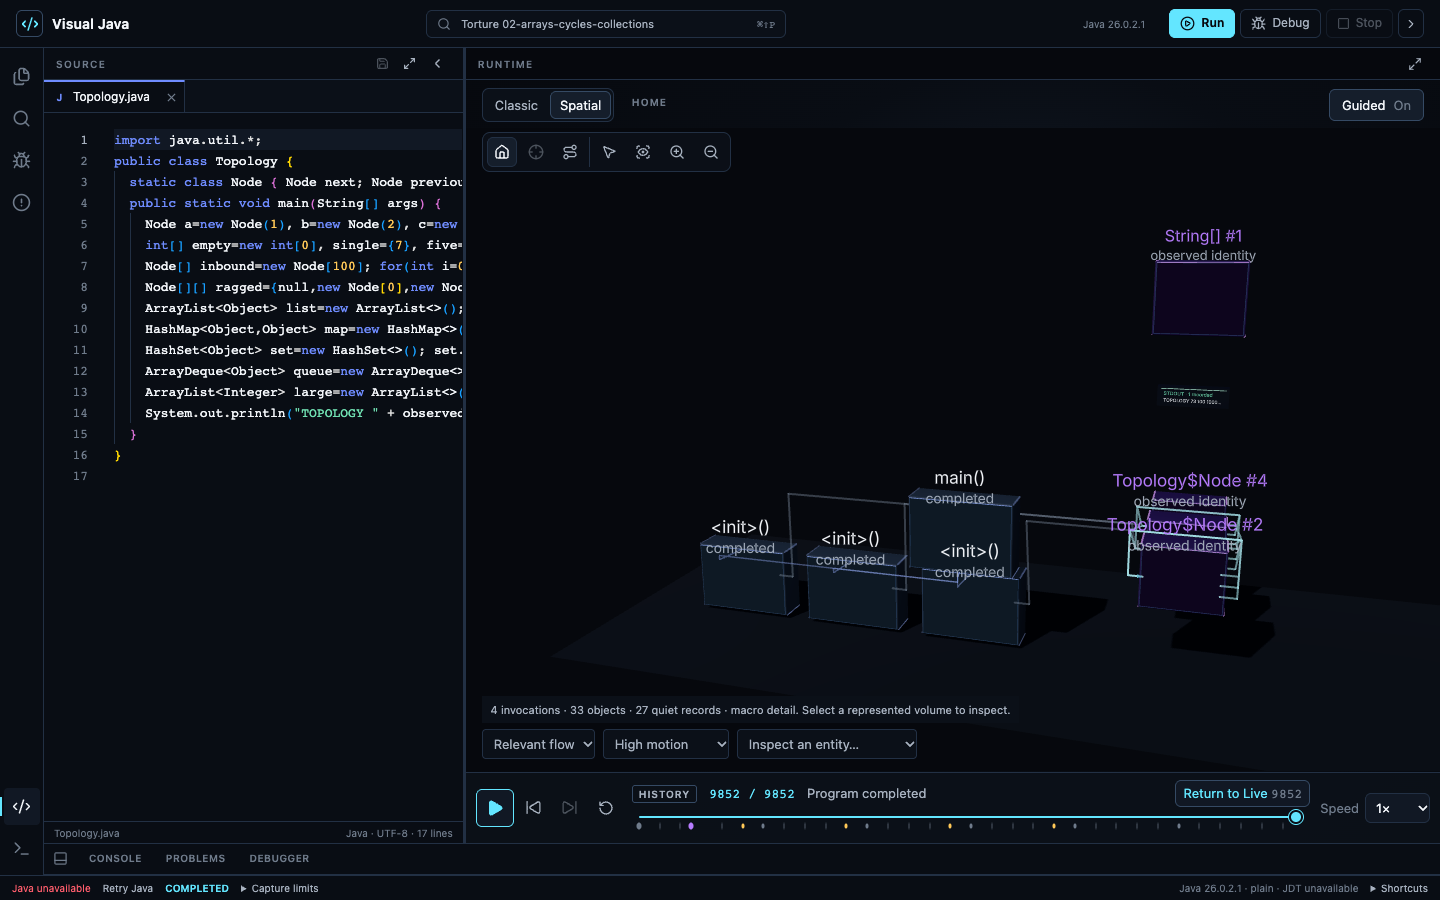 Visual Java
Torture 02-arrays-cycles-collections
⌘⇧P
Java 26.0.2.1
Run
Debug
Stop
SOURCE
RUNTIME
J Topology.java
Classic
Spatial
HOME
Guided On
1 import java.util.*;
2 public class Topology {
3 static class Node { Node next; Node previou
4 public static void main(String[] args) {
5 Node a=new Node(1), b=new Node(2), c=new
6 int[] empty=new int[0], single={7}, five=
7 Node[] inbound=new Node[100]; for(int i=0
8 Node[][] ragged={null,new Node[0],new Nod
9 ArrayList<Object> list=new ArrayList<>();
10 HashMap<Object,Object> map=new HashMap<>(
11 HashSet<Object> set=new HashSet<>(); set.
12 ArrayDeque<Object> queue=new ArrayDeque<>
13 ArrayList<Integer> large=new ArrayList<>(
14 System.out.println("TOPOLOGY " + observed
15 }
16 }
17
String[] #1
observed identity
STDOUT
main()
completed
<init>()
completed
<init>()
completed
<init>()
completed
Topology$Node #4
observed identity
Topology$Node #2
observed identity
4 invocations · 33 objects · 27 quiet records · macro detail. Select a represented volume to inspect.
Relevant flow
High motion
Inspect an entity...
HISTORY
9852 / 9852
Program completed
Return to Live 9852
Speed
1×
Topology.java
Java · UTF-8 · 17 lines
CONSOLE
PROBLEMS
DEBUGGER
Java unavailable
Retry Java
COMPLETED
Capture limits
Java 26.0.2.1 · plain · JDT unavailable
Shortcuts